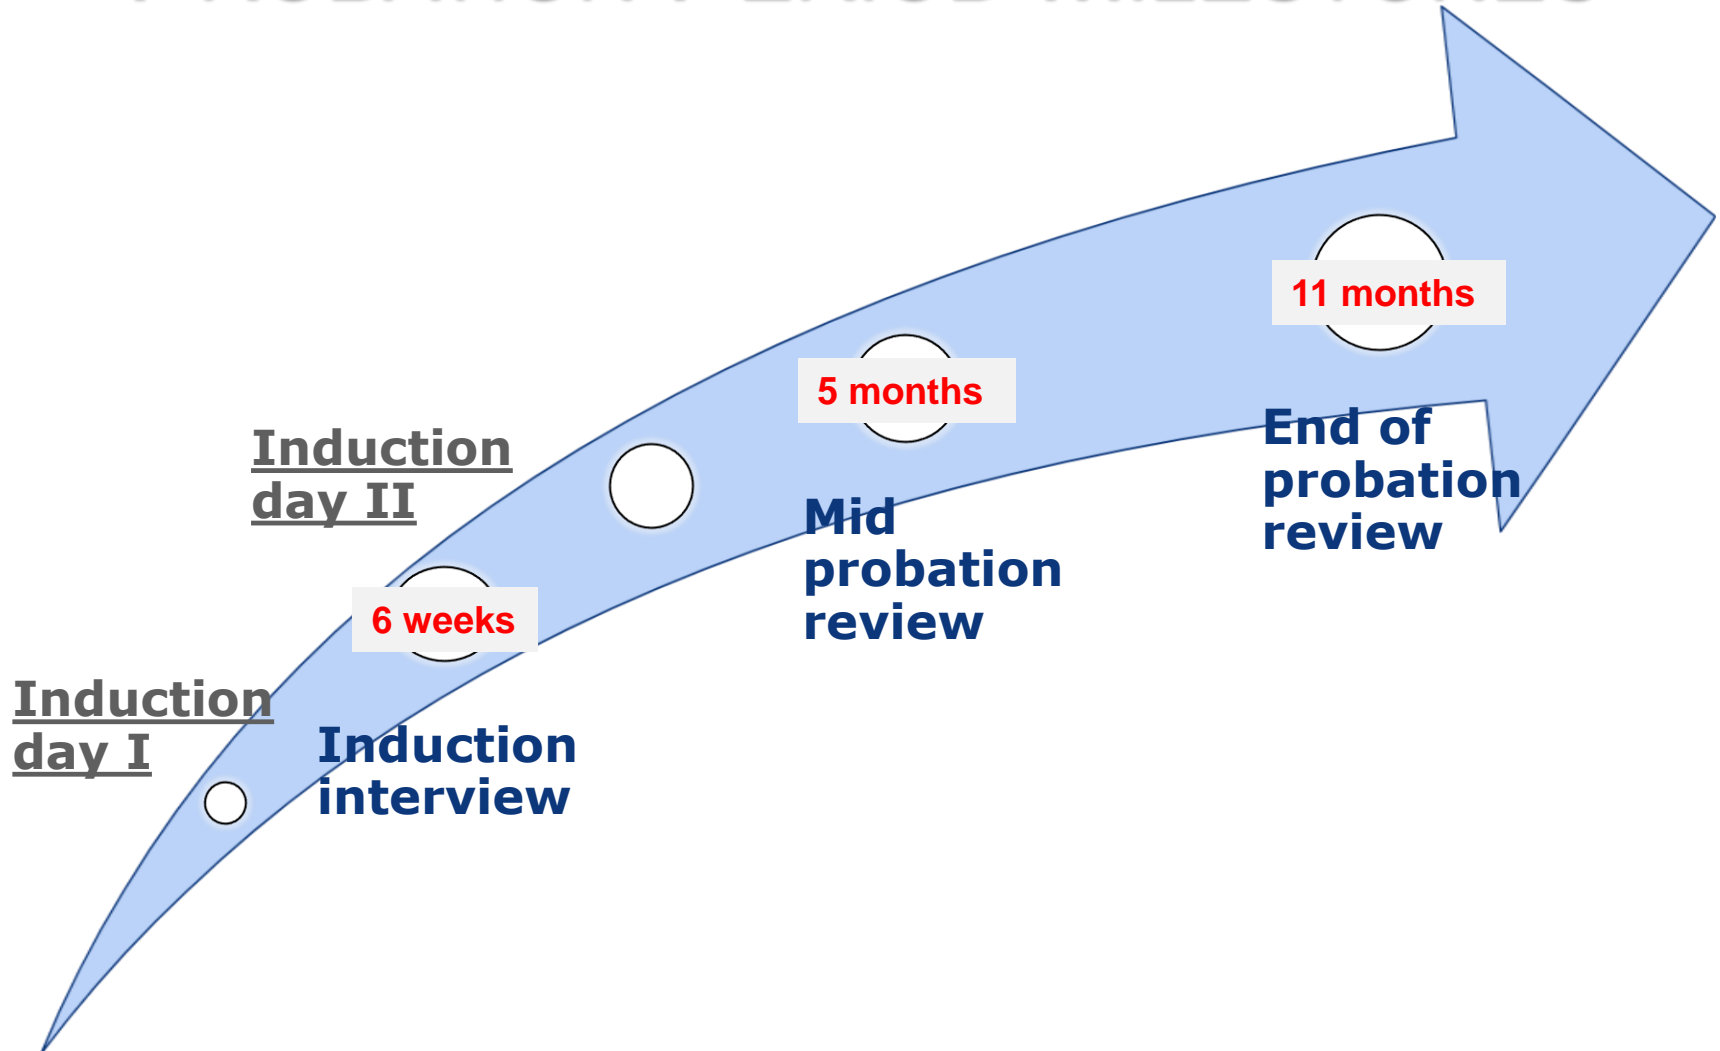 11 months
5 months
Induction
day II
End of
probation
review
Mid
probation
review
6 weeks
Induction
day I
Induction
interview